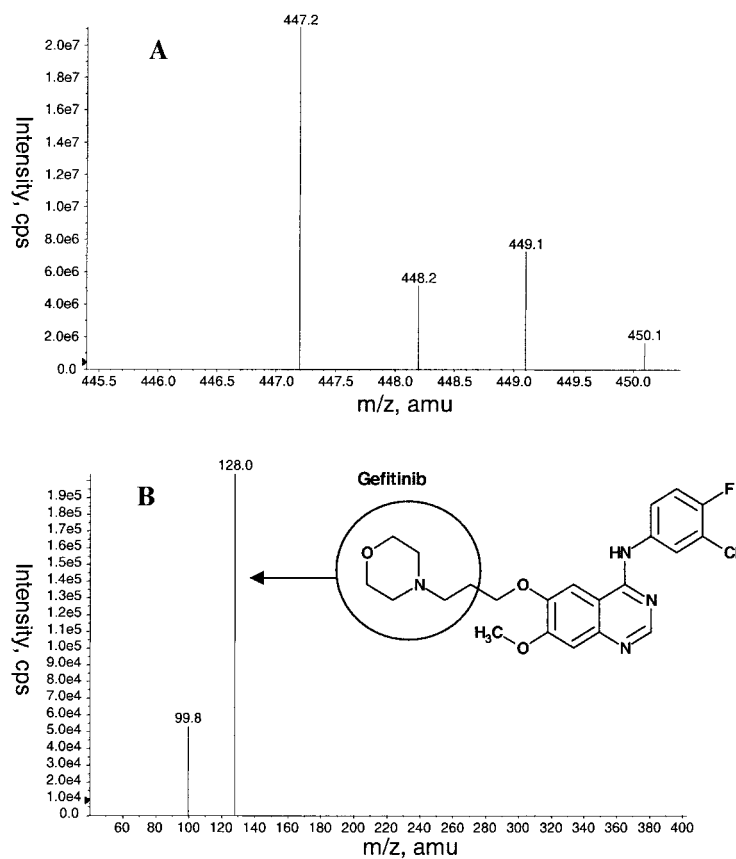 A
Intensity, cps
2.0e7
1.8e7
1.6e7
1.4e7
1.2e7
1.0e7
8.0e6
6.0e6
4.0e6
2.0e6
0.0
447.2
448.2
449.1
450.1
445.5 446.0 446.5 447.0 447.5 448.0 448.5 449.0 449.5 450.0
m/z, amu
B
Intensity, cps
1.9e5
1.8e5
1.7e5
1.6e5
1.5e5
1.4e5
1.3e5
1.2e5
1.1e5
1.0e5
9.0e4
8.0e4
7.0e4
6.0e4
5.0e4
4.0e4
3.0e4
2.0e4
1.0e4
0.0
128.0
99.8
Gefitinib
F
Cl
HN
O
N
O
N
H3C
O
N
60 80 100 120 140 160 180 200 220 240 260 280 300 320 340 360 380 400
m/z, amu